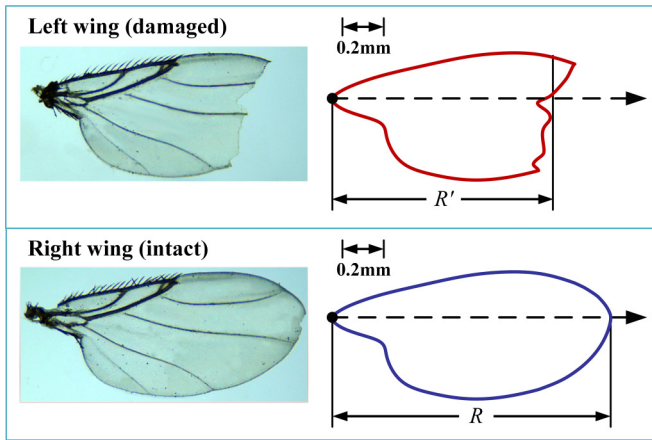 Left wing (damaged)
0.2mm
R'
Right wing (intact)
0.2mm
R